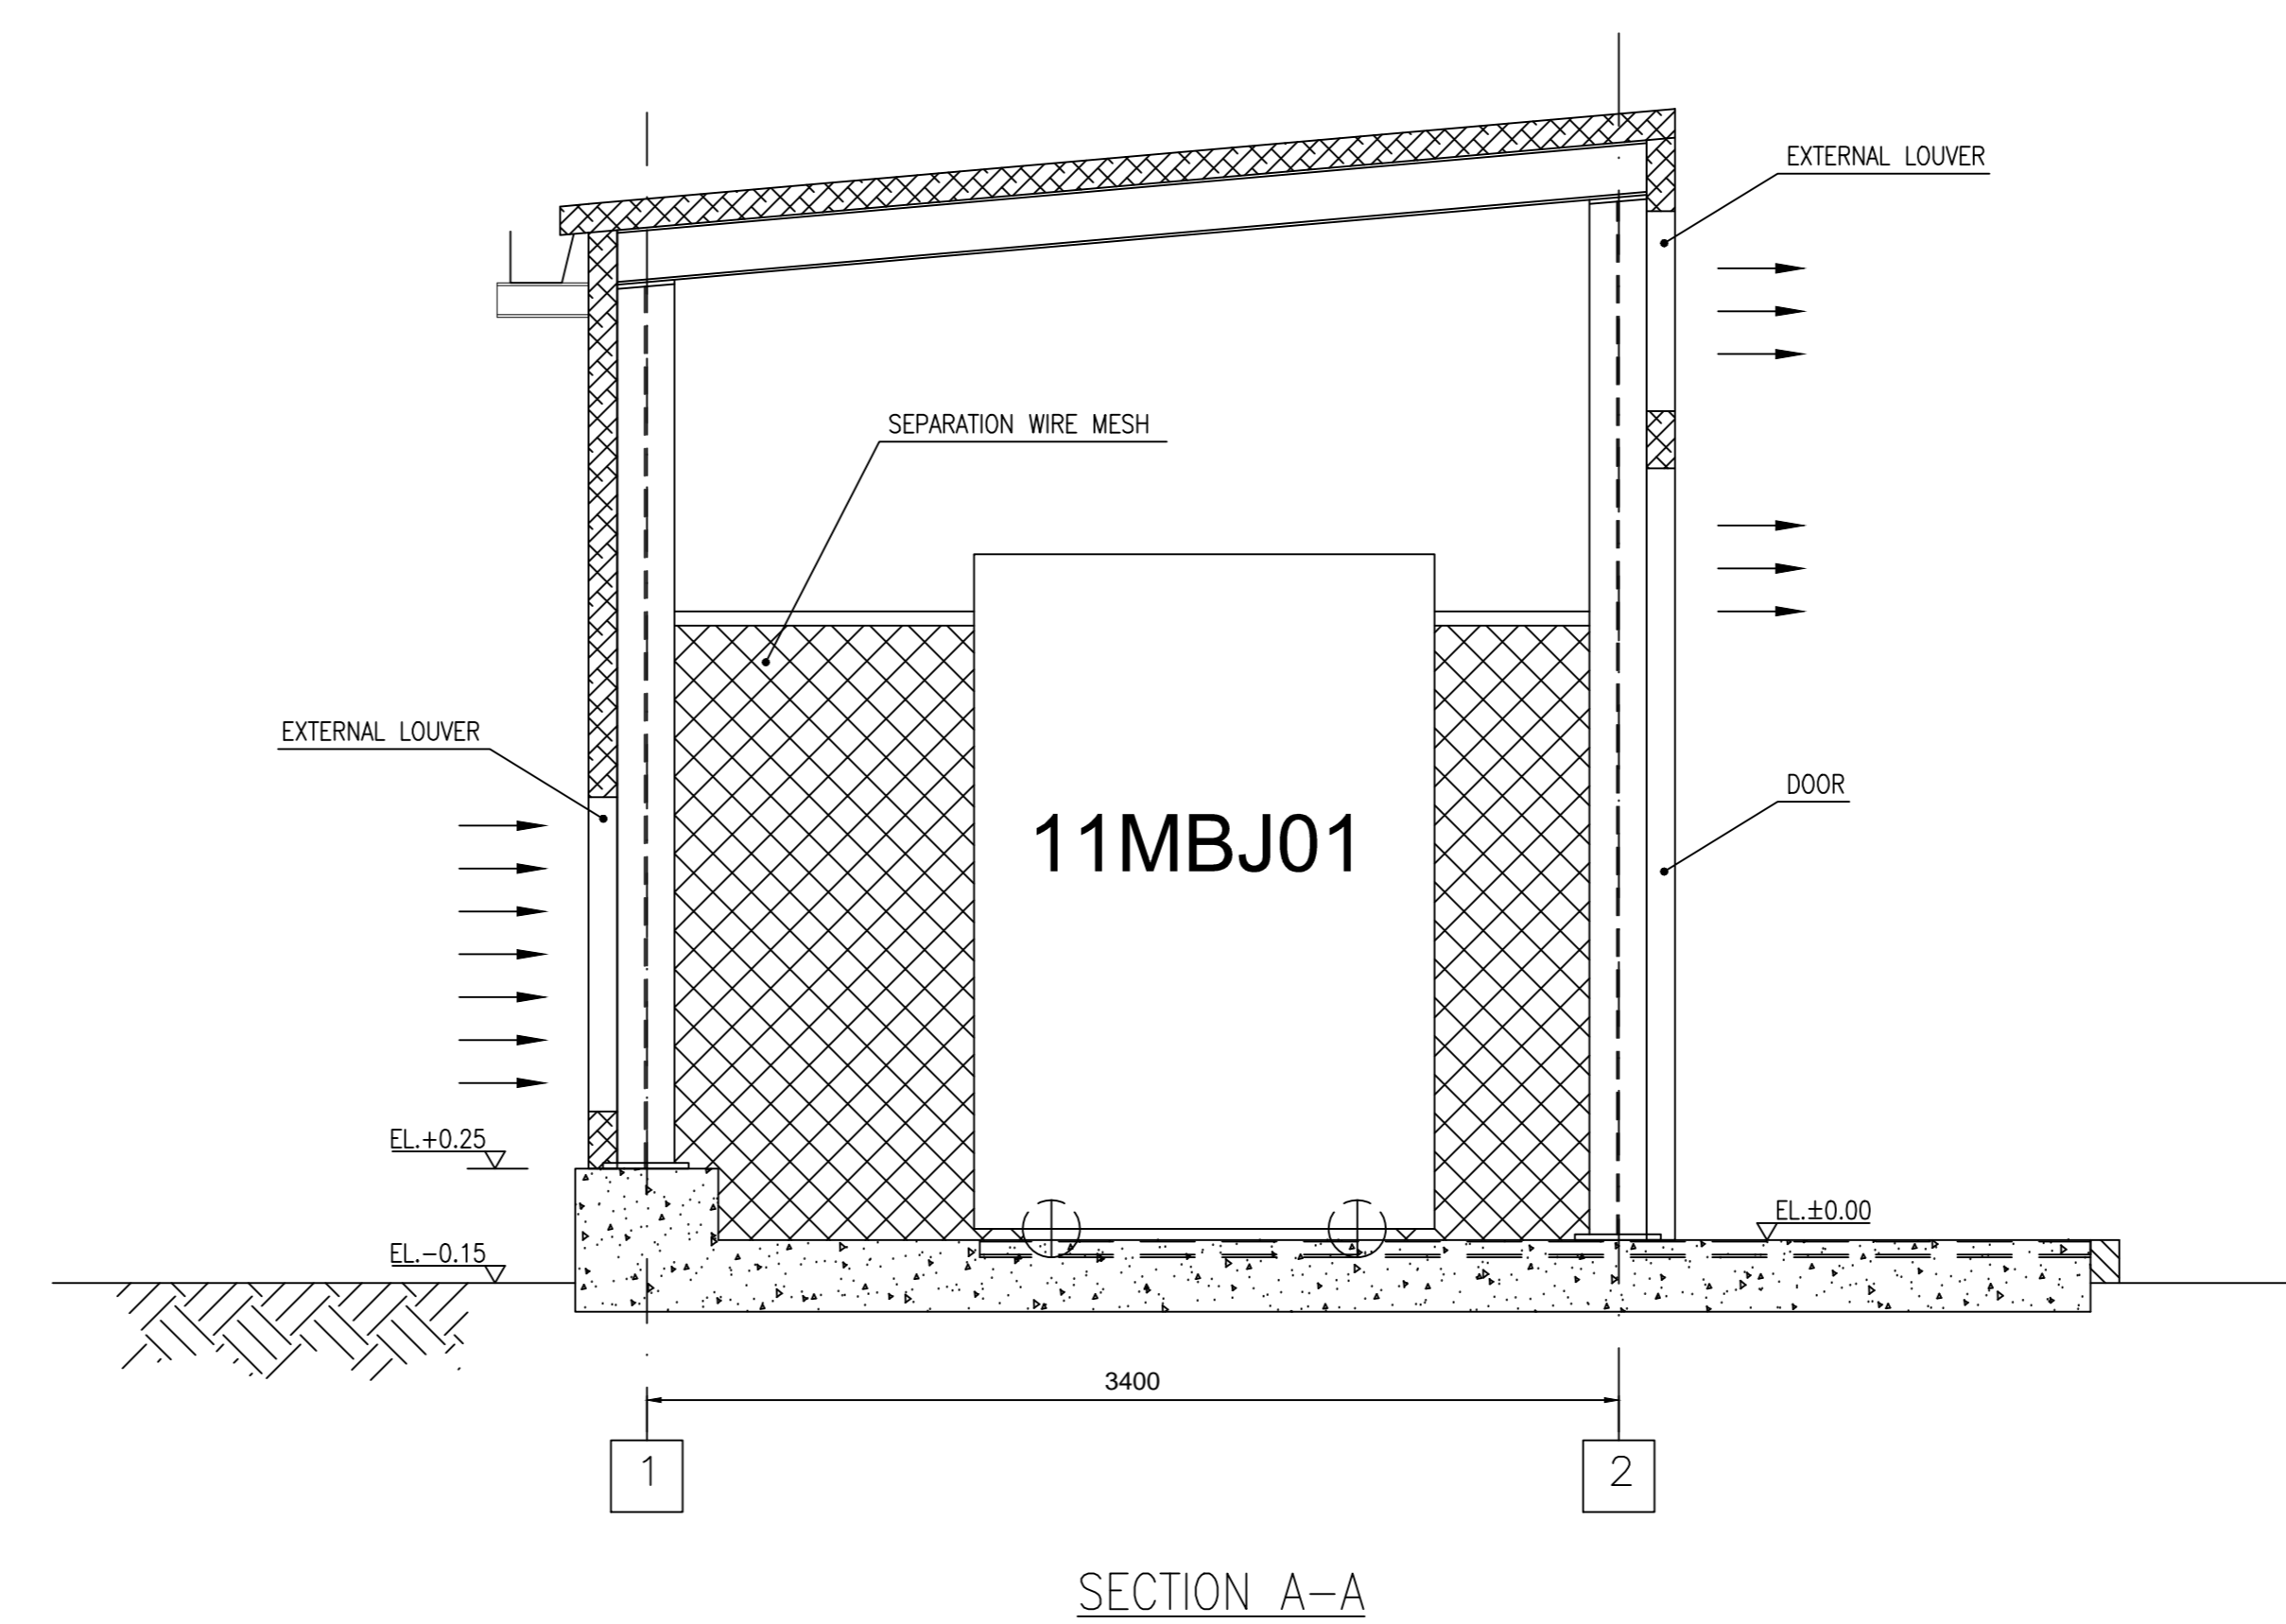 EXTERNAL LOUVER
SEPARATION WIRE MESH
EXTERNAL LOUVER
DOOR
11MBJ01
EL.+0.25
EL.±0.00
EL.-0.15
3400
1
2
SECTION A-A